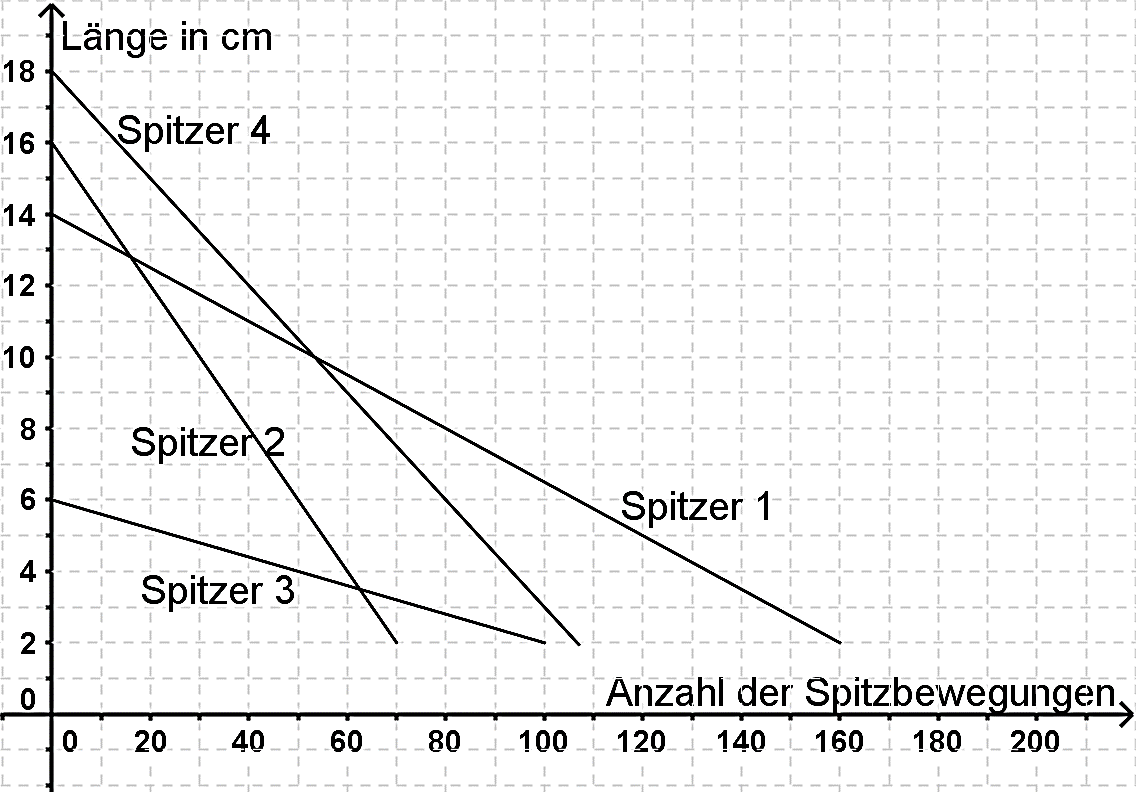 Länge in cm
18
Spitzer 4
16
14
12
10
8
Spitzer 2
6
Spitzer 1
4
Spitzer 3
2
0
Anzahl der Spitzbewegungen
0 20 40 60 80 100 120 140 160 180 200